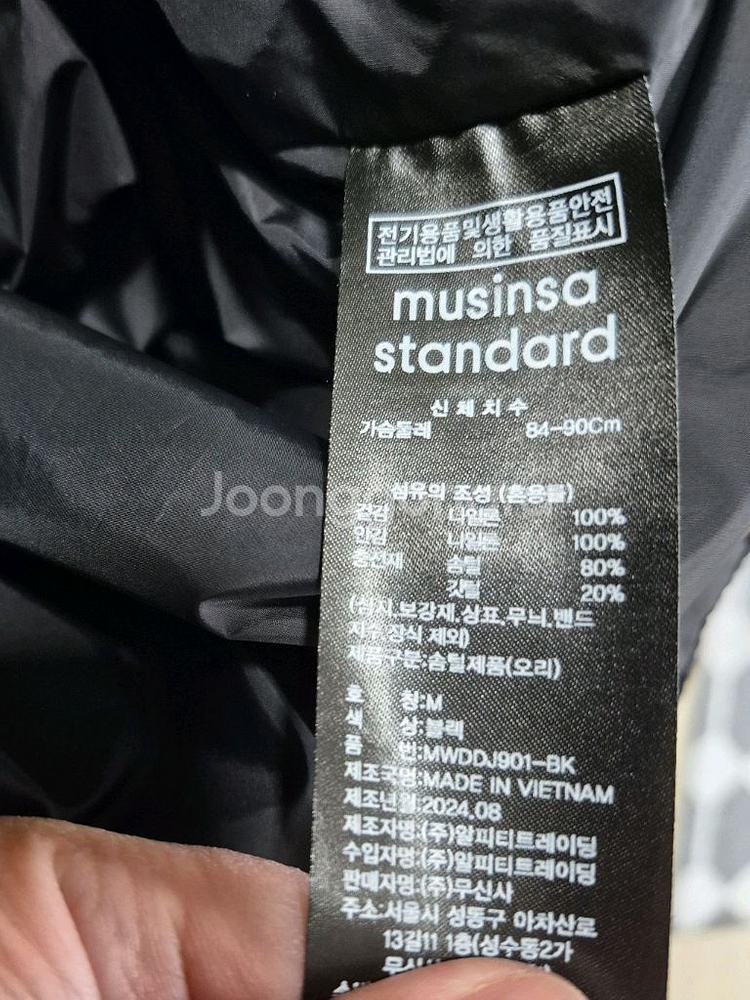 전기용품및생활용품안전
관리법에 의한 품질표시
musinsa
standard
신체치수
가슴둘레 84-90Cm
섬유의 조성 (혼용률)
겉감 나일론 100%
안감 나일론 100%
충전재 솜털 80%
깃털 20%
(심지,보강재,상표,무늬,밴드
자수,장식 제외)
제품구분:솜털제품(오리)
호 칭:M
색 상:블랙
품 번:MWDDJ901-BK
제조국명:MADE IN VIETNAM
제조년월:2024.08
제조자명:(주)알피티트레이딩
수입자명:(주)알피티트레이딩
판매자명:(주)무신사
주소:서울시 성동구 아차산로
13길11 1층(성수동2가
무신사